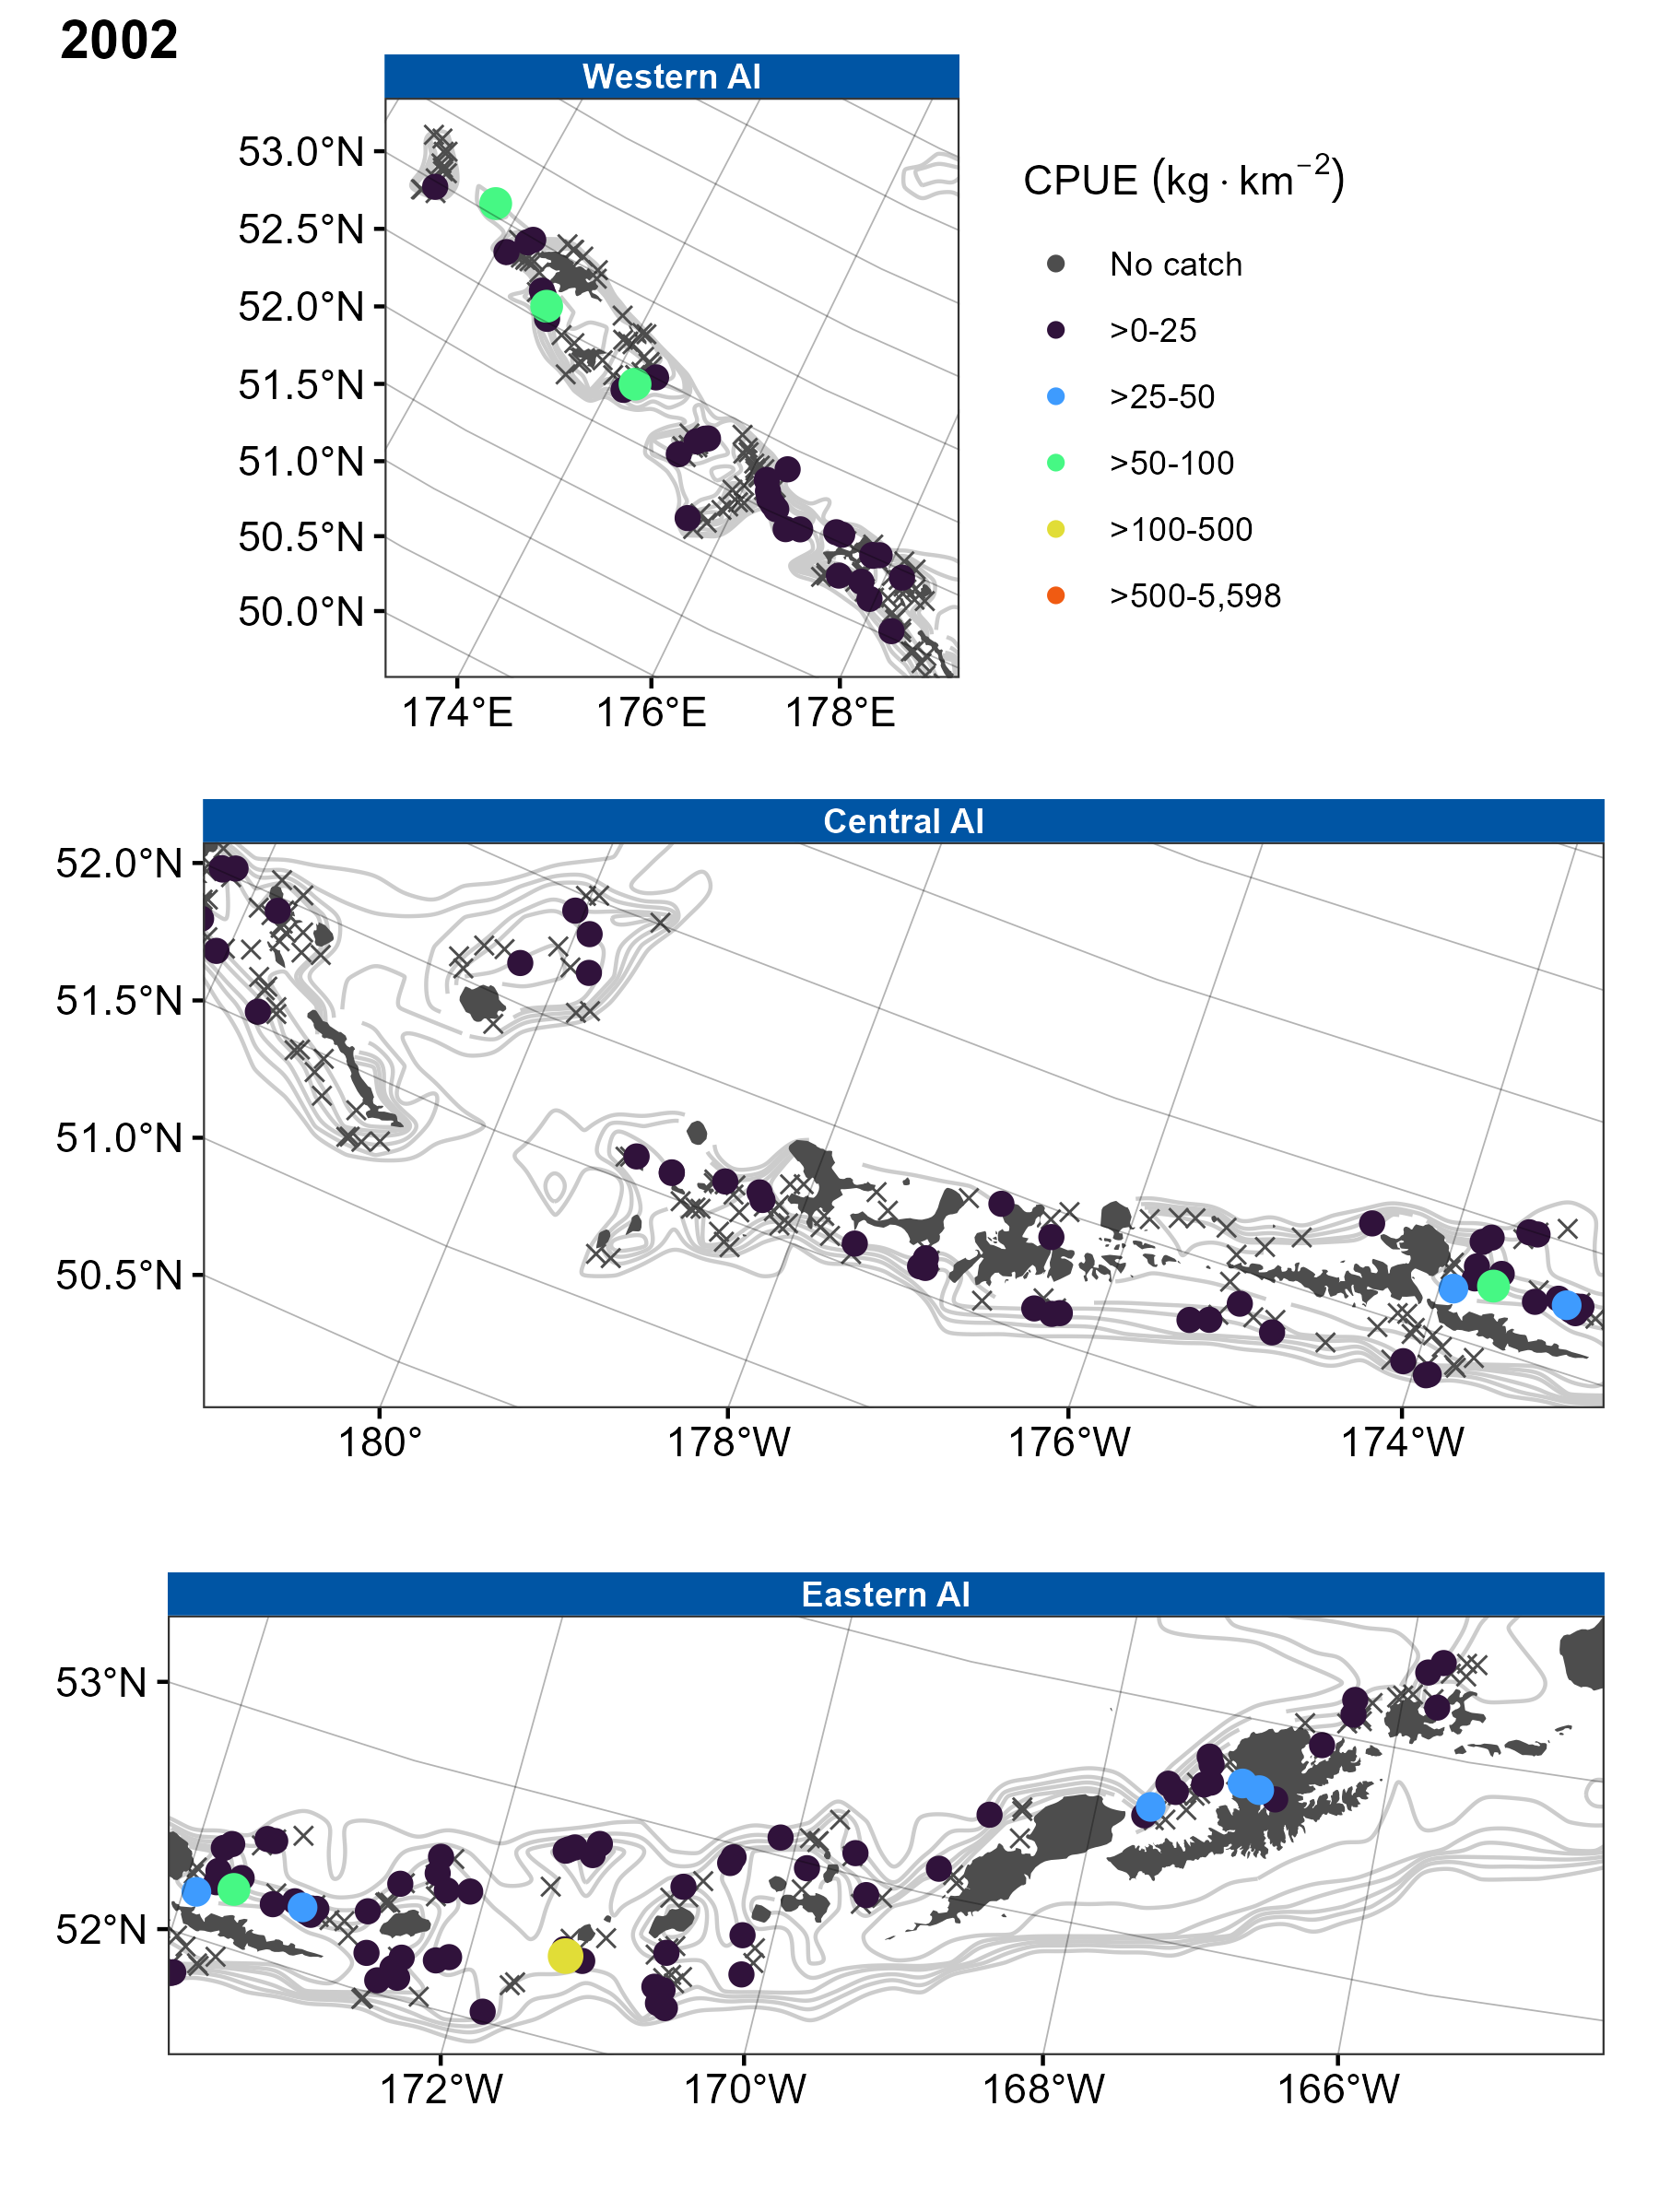 2002
Western AI
53.0°N
52.5°N
52.0°N
51.5°N
51.0°N
50.5°N
50.0°N
174°E 176°E 178°E
CPUE (kg · km−2)
No catch
>0-25
>25-50
>50-100
>100-500
>500-5,598
Central AI
52.0°N
51.5°N
51.0°N
50.5°N
180° 178°W 176°W 174°W
Eastern AI
53°N
52°N
172°W 170°W 168°W 166°W